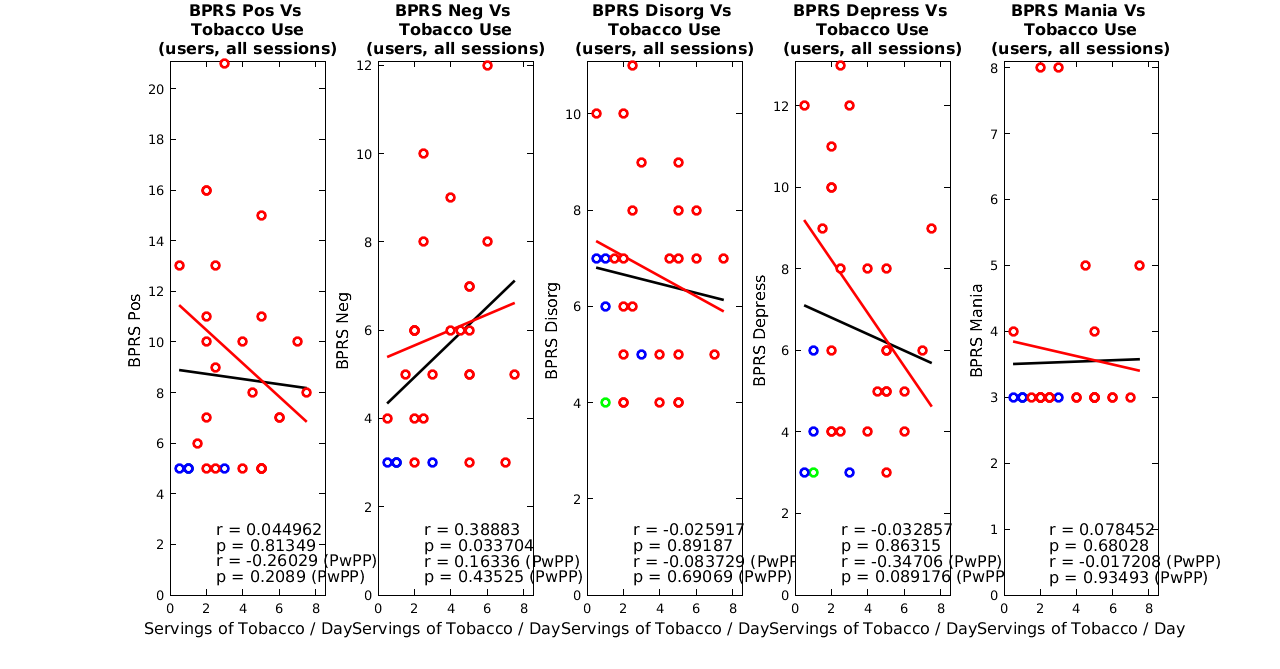 BPRS Pos Vs
Tobacco Use
(users, all sessions)
BPRS Pos
20
18
16
14
12
10
8
6
4
2
0
r = 0.044962
p = 0.81349
r = -0.26029 (PwPP)
p = 0.2089 (PwPP)
0 2 4 6 8
Servings of Tobacco / Day
BPRS Neg Vs
Tobacco Use
(users, all sessions)
BPRS Neg
12
10
8
6
4
2
0
r = 0.38883
p = 0.033704
r = 0.16336 (PwPP)
p = 0.43525 (PwPP)
0 2 4 6 8
Servings of Tobacco / Day
BPRS Disorg Vs
Tobacco Use
(users, all sessions)
BPRS Disorg
10
8
6
4
2
0
r = -0.025917
p = 0.89187
r = -0.083729 (PwPP
p = 0.69069 (PwPP)
0 2 4 6 8
Servings of Tobacco / Day
BPRS Depress Vs
Tobacco Use
(users, all sessions)
BPRS Depress
12
10
8
6
4
2
0
r = -0.032857
p = 0.86315
r = -0.34706 (PwPP)
p = 0.089176 (PwPP
0 2 4 6 8
Servings of Tobacco / Day
BPRS Mania Vs
Tobacco Use
(users, all sessions)
BPRS Mania
8
7
6
5
4
3
2
1
0
r = 0.078452
p = 0.68028
r = -0.017208 (PwPP)
p = 0.93493 (PwPP)
0 2 4 6 8
Servings of Tobacco / Day